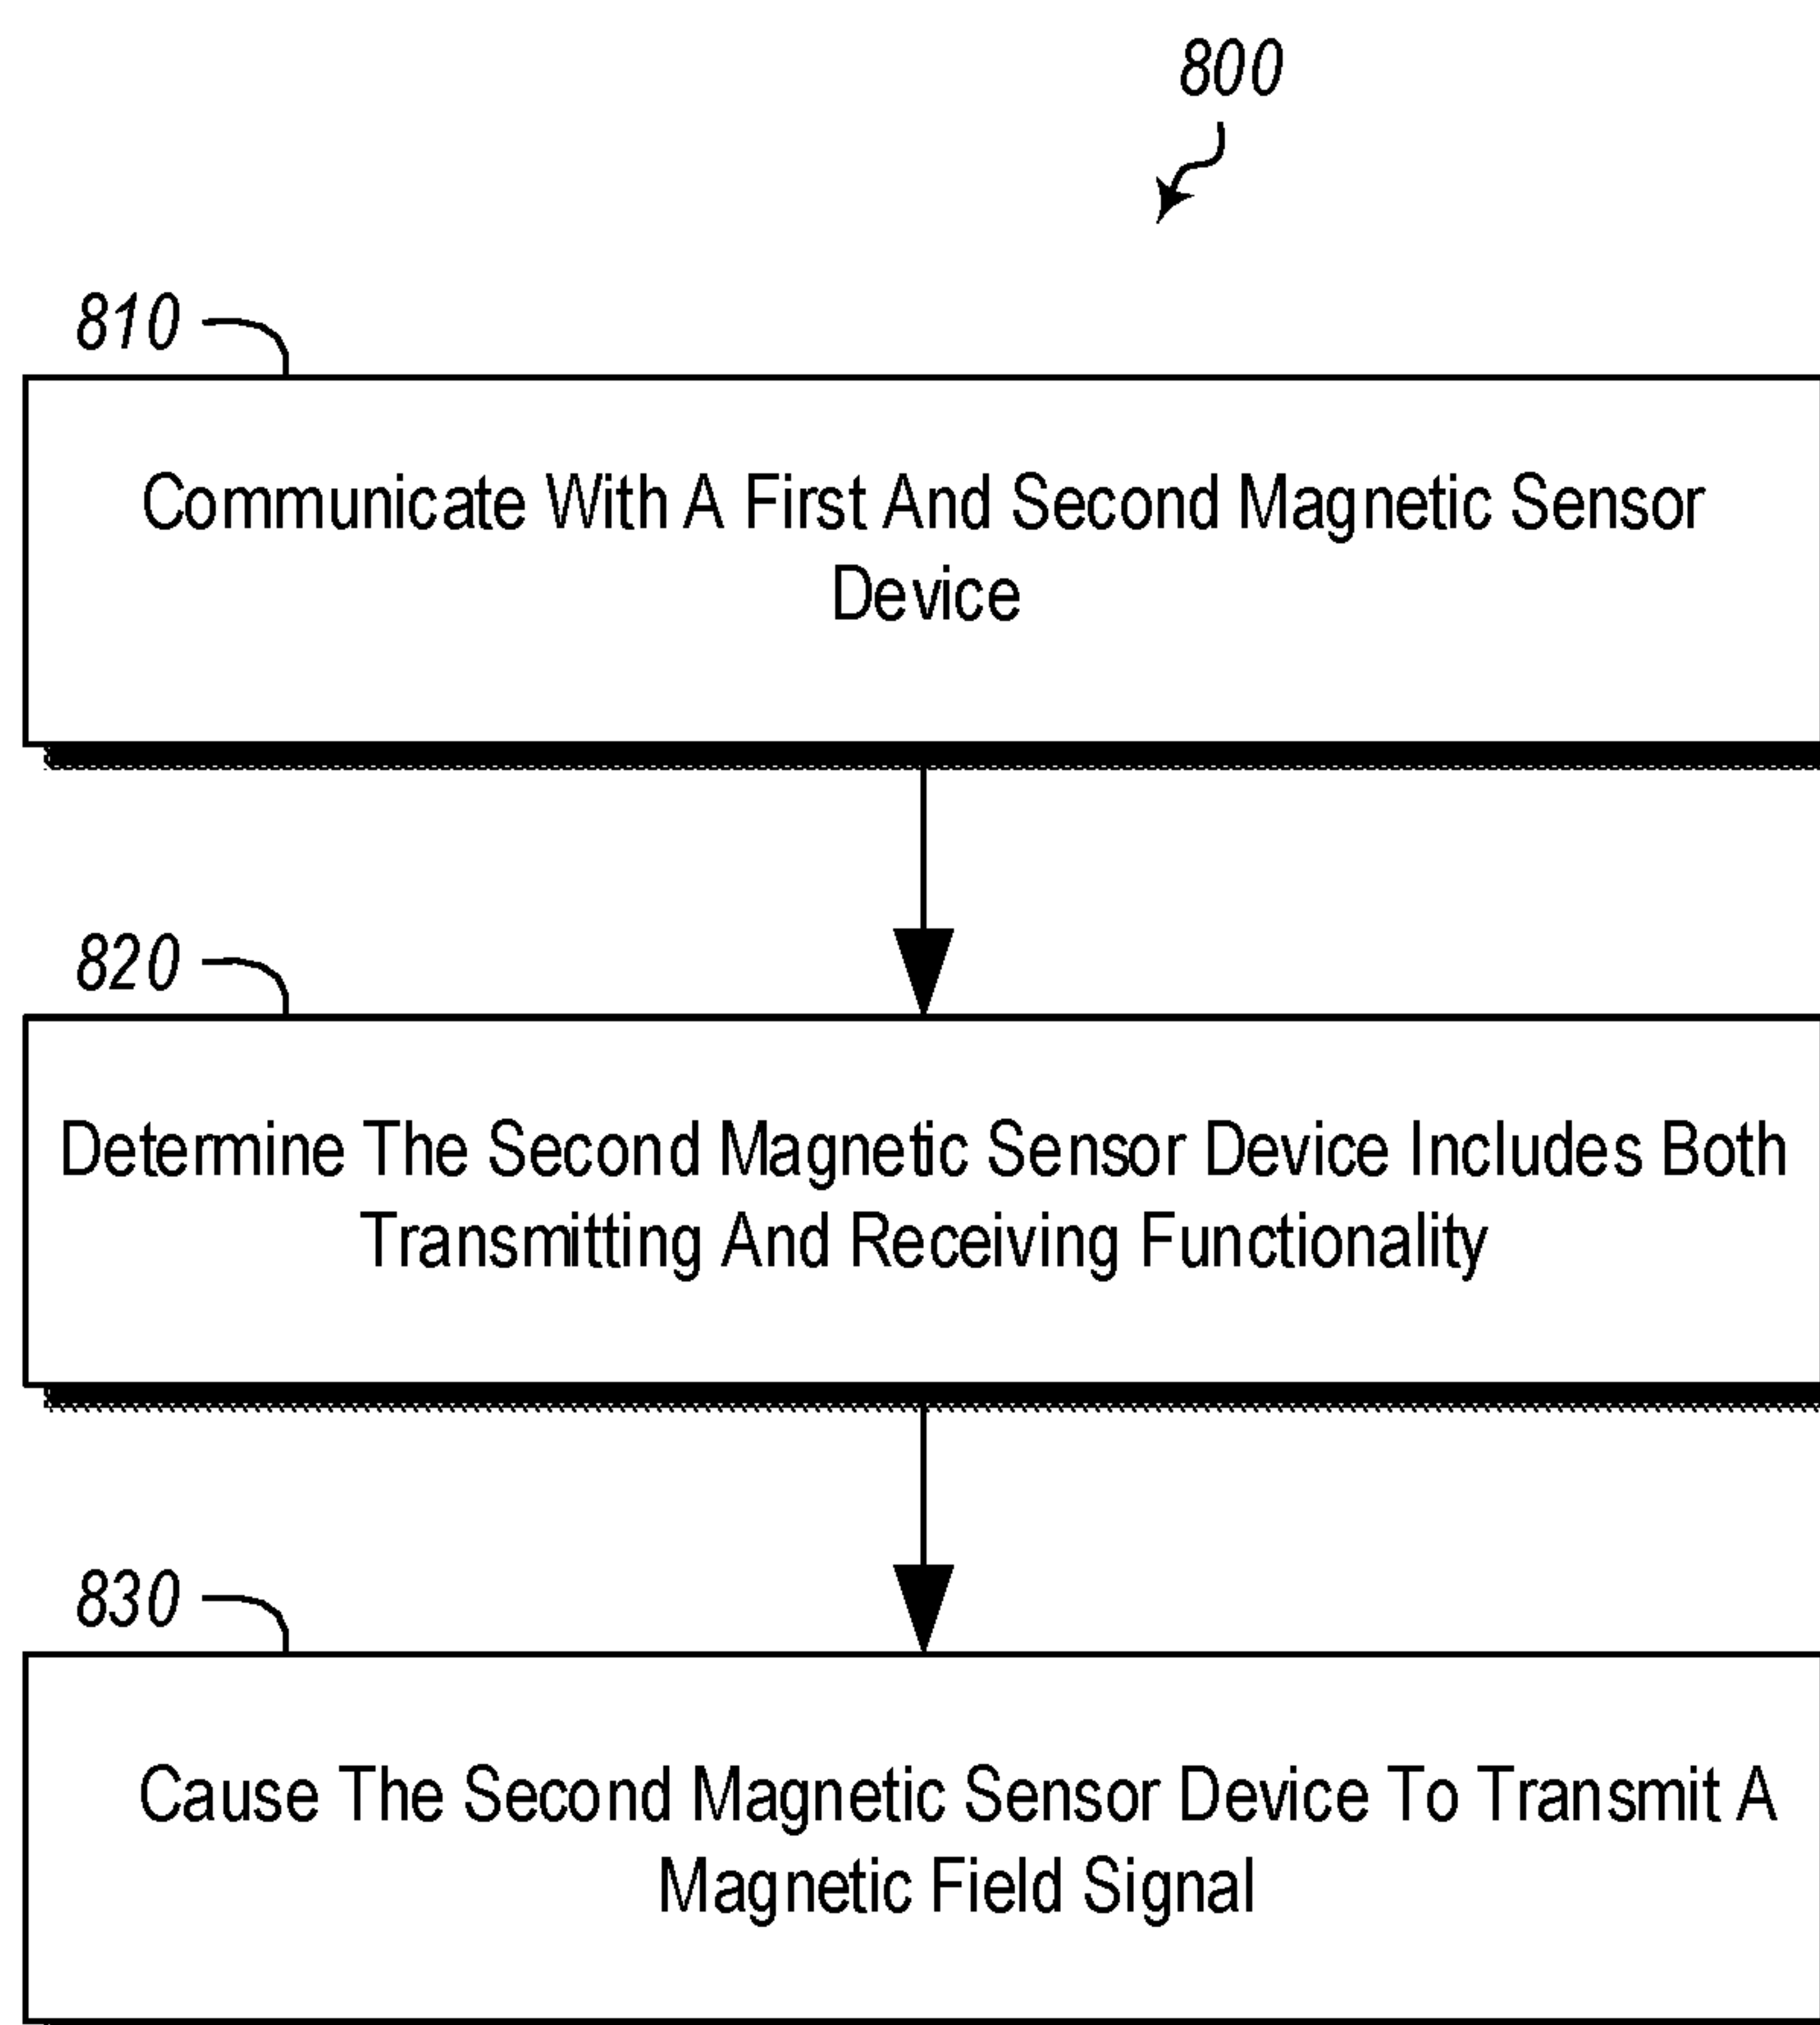 800
810
Communicate With A First And Second Magnetic Sensor
Device
820
Determine The Second Magnetic Sensor Device Includes Both
Transmitting And Receiving Functionality
830
Cause The Second Magnetic Sensor Device To Transmit A
Magnetic Field Signal